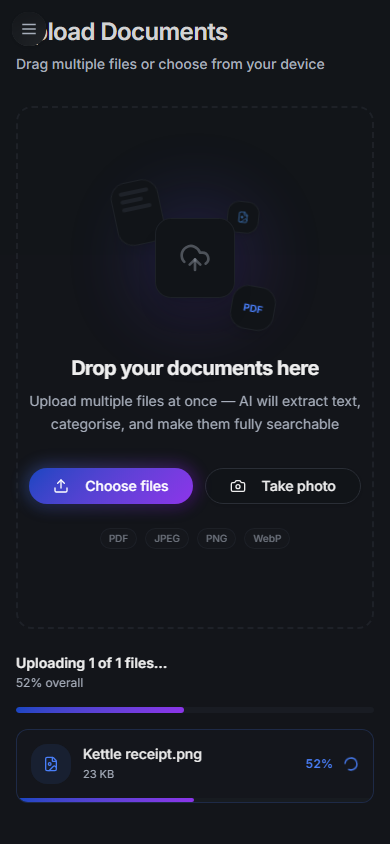 pload Documents
Drag multiple files or choose from your device
PDF
Drop your documents here
Upload multiple files at once — AI will extract text,
categorise, and make them fully searchable
Choose files
Take photo
PDF
JPEG
PNG
WebP
Uploading 1 of 1 files...
52% overall
Kettle receipt.png
52%
23 KB